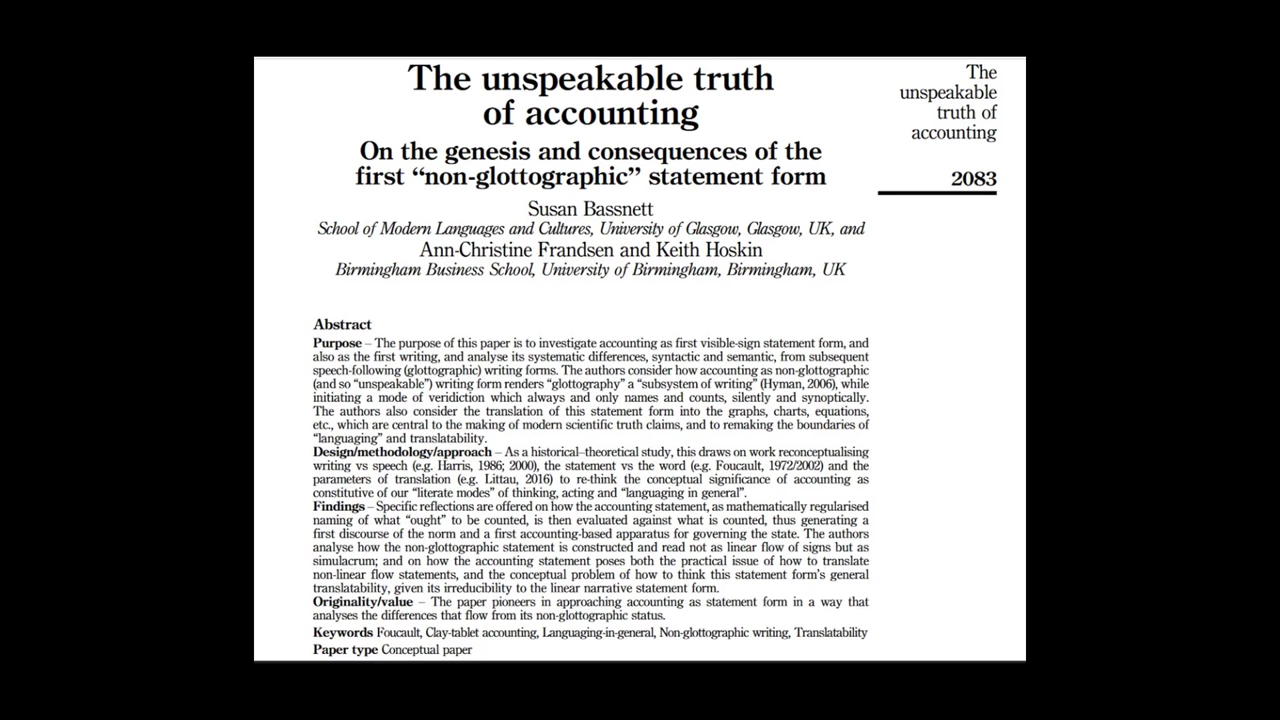 The unspeakable truth
of accounting
On the genesis and consequences of the
first “non-glottographic” statement form
Susan Bassnett
School of Modern Languages and Cultures, University of Glasgow, Glasgow, UK, and
Ann-Christine Frandsen and Keith Hoskin
Birmingham Business School, University of Birmingham, Birmingham, UK
The
unspeakable
truth of
accounting
2083
Abstract
Purpose – The purpose of this paper is to investigate accounting as first visible-sign statement form, and
also as the first writing, and analyse its systematic differences, syntactic and semantic, from subsequent
speech-following (glottographic) writing forms. The authors consider how accounting as non-glottographic
(and so “unspeakable”) writing form renders “glottography” a “subsystem of writing” (Hyman, 2006), while
initiating a mode of veridiction which always and only names and counts, silently and synoptically.
The authors also consider the translation of this statement form into the graphs, charts, equations,
etc., which are central to the making of modern scientific truth claims, and to remaking the boundaries of
“languaging” and translatability.
Design/methodology/approach – As a historical–theoretical study, this draws on work reconceptualising
writing vs speech (e.g. Harris, 1986; 2000), the statement vs the word (e.g. Foucault, 1972/2002) and the
parameters of translation (e.g. Littau, 2016) to re-think the conceptual significance of accounting as
constitutive of our “literate modes” of thinking, acting and “languaging in general”.
Findings – Specific reflections are offered on how the accounting statement, as mathematically regularised
naming of what “ought” to be counted, is then evaluated against what is counted, thus generating a
first discourse of the norm and a first accounting-based apparatus for governing the state. The authors
analyse how the non-glottographic statement is constructed and read not as linear flow of signs but as
simulacrum; and on how the accounting statement poses both the practical issue of how to translate
non-linear flow statements, and the conceptual problem of how to think this statement form’s general
translatability, given its irreducibility to the linear narrative statement form.
Originality/value – The paper pioneers in approaching accounting as statement form in a way that
analyses the differences that flow from its non-glottographic status.
Keywords Foucault, Clay-tablet accounting, Languaging-in-general, Non-glottographic writing, Translatability
Paper type Conceptual paper